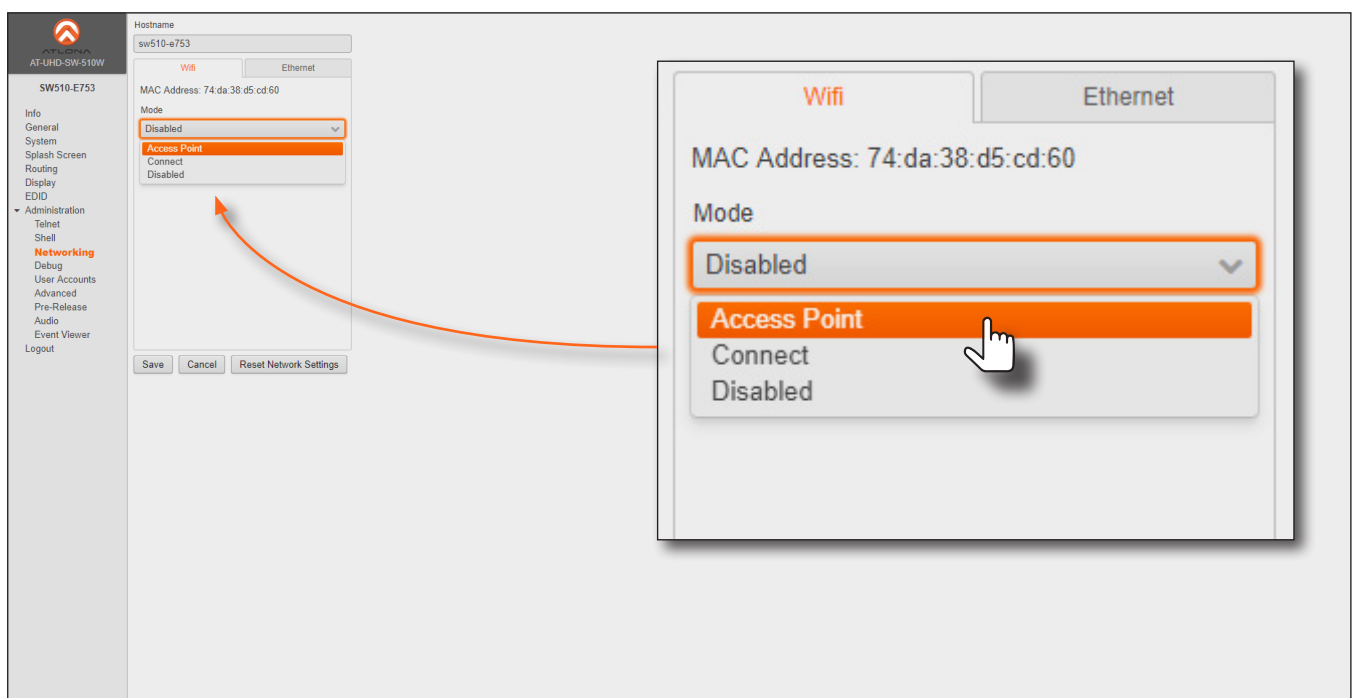 Hostname
sw510-e753
ATLONA
AT-UHD-SW-510W
SW510-E753
Info
General
System
Splash Screen
Routing
Display
EDID
Administration
Telnet
Shell
Networking
Debug
User Accounts
Advanced
Pre-Release
Audio
Event Viewer
Logout
Wifi Ethernet
MAC Address: 74:da:38:d5:cd:60
Mode
Disabled
Access Point
Connect
Disabled
Save Cancel Reset Network Settings
Wifi Ethernet
MAC Address: 74:da:38:d5:cd:60
Mode
Disabled
Access Point
Connect
Disabled